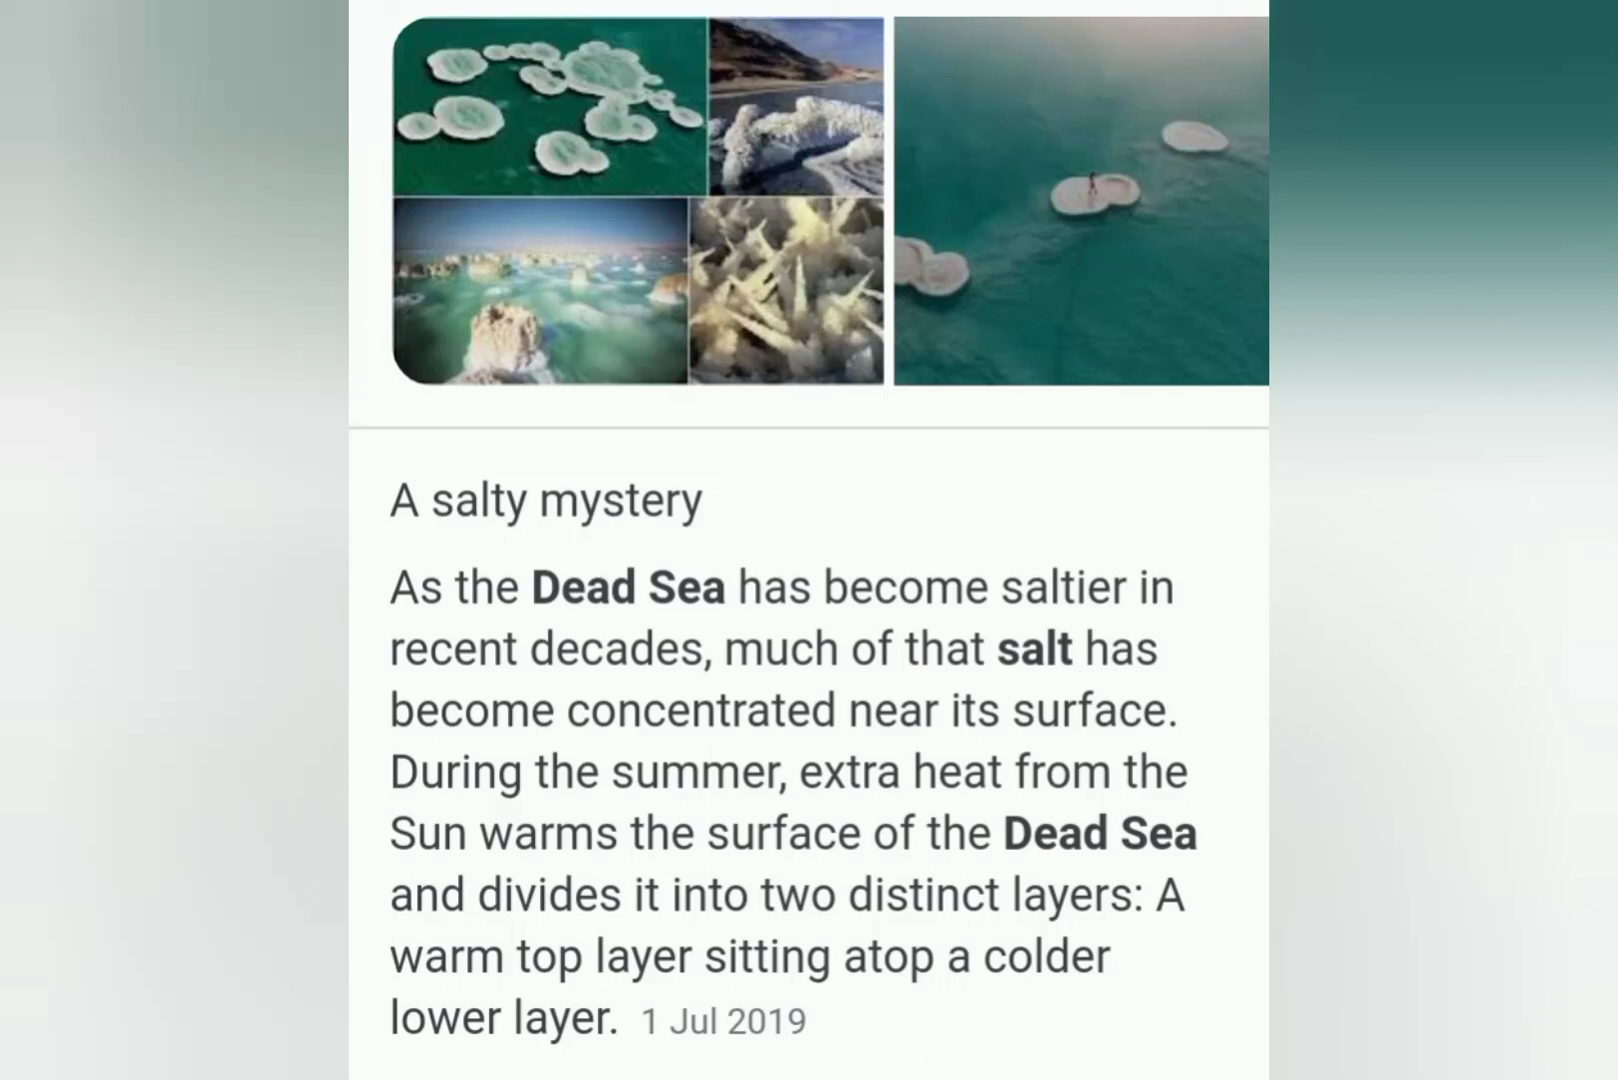 A salty mystery
As the Dead Sea has become saltier in
recent decades, much of that salt has
become concentrated near its surface.
During the summer, extra heat from the
Sun warms the surface of the Dead Sea
and divides it into two distinct layers: A
warm top layer sitting atop a colder
lower layer. 1 Jul 2019